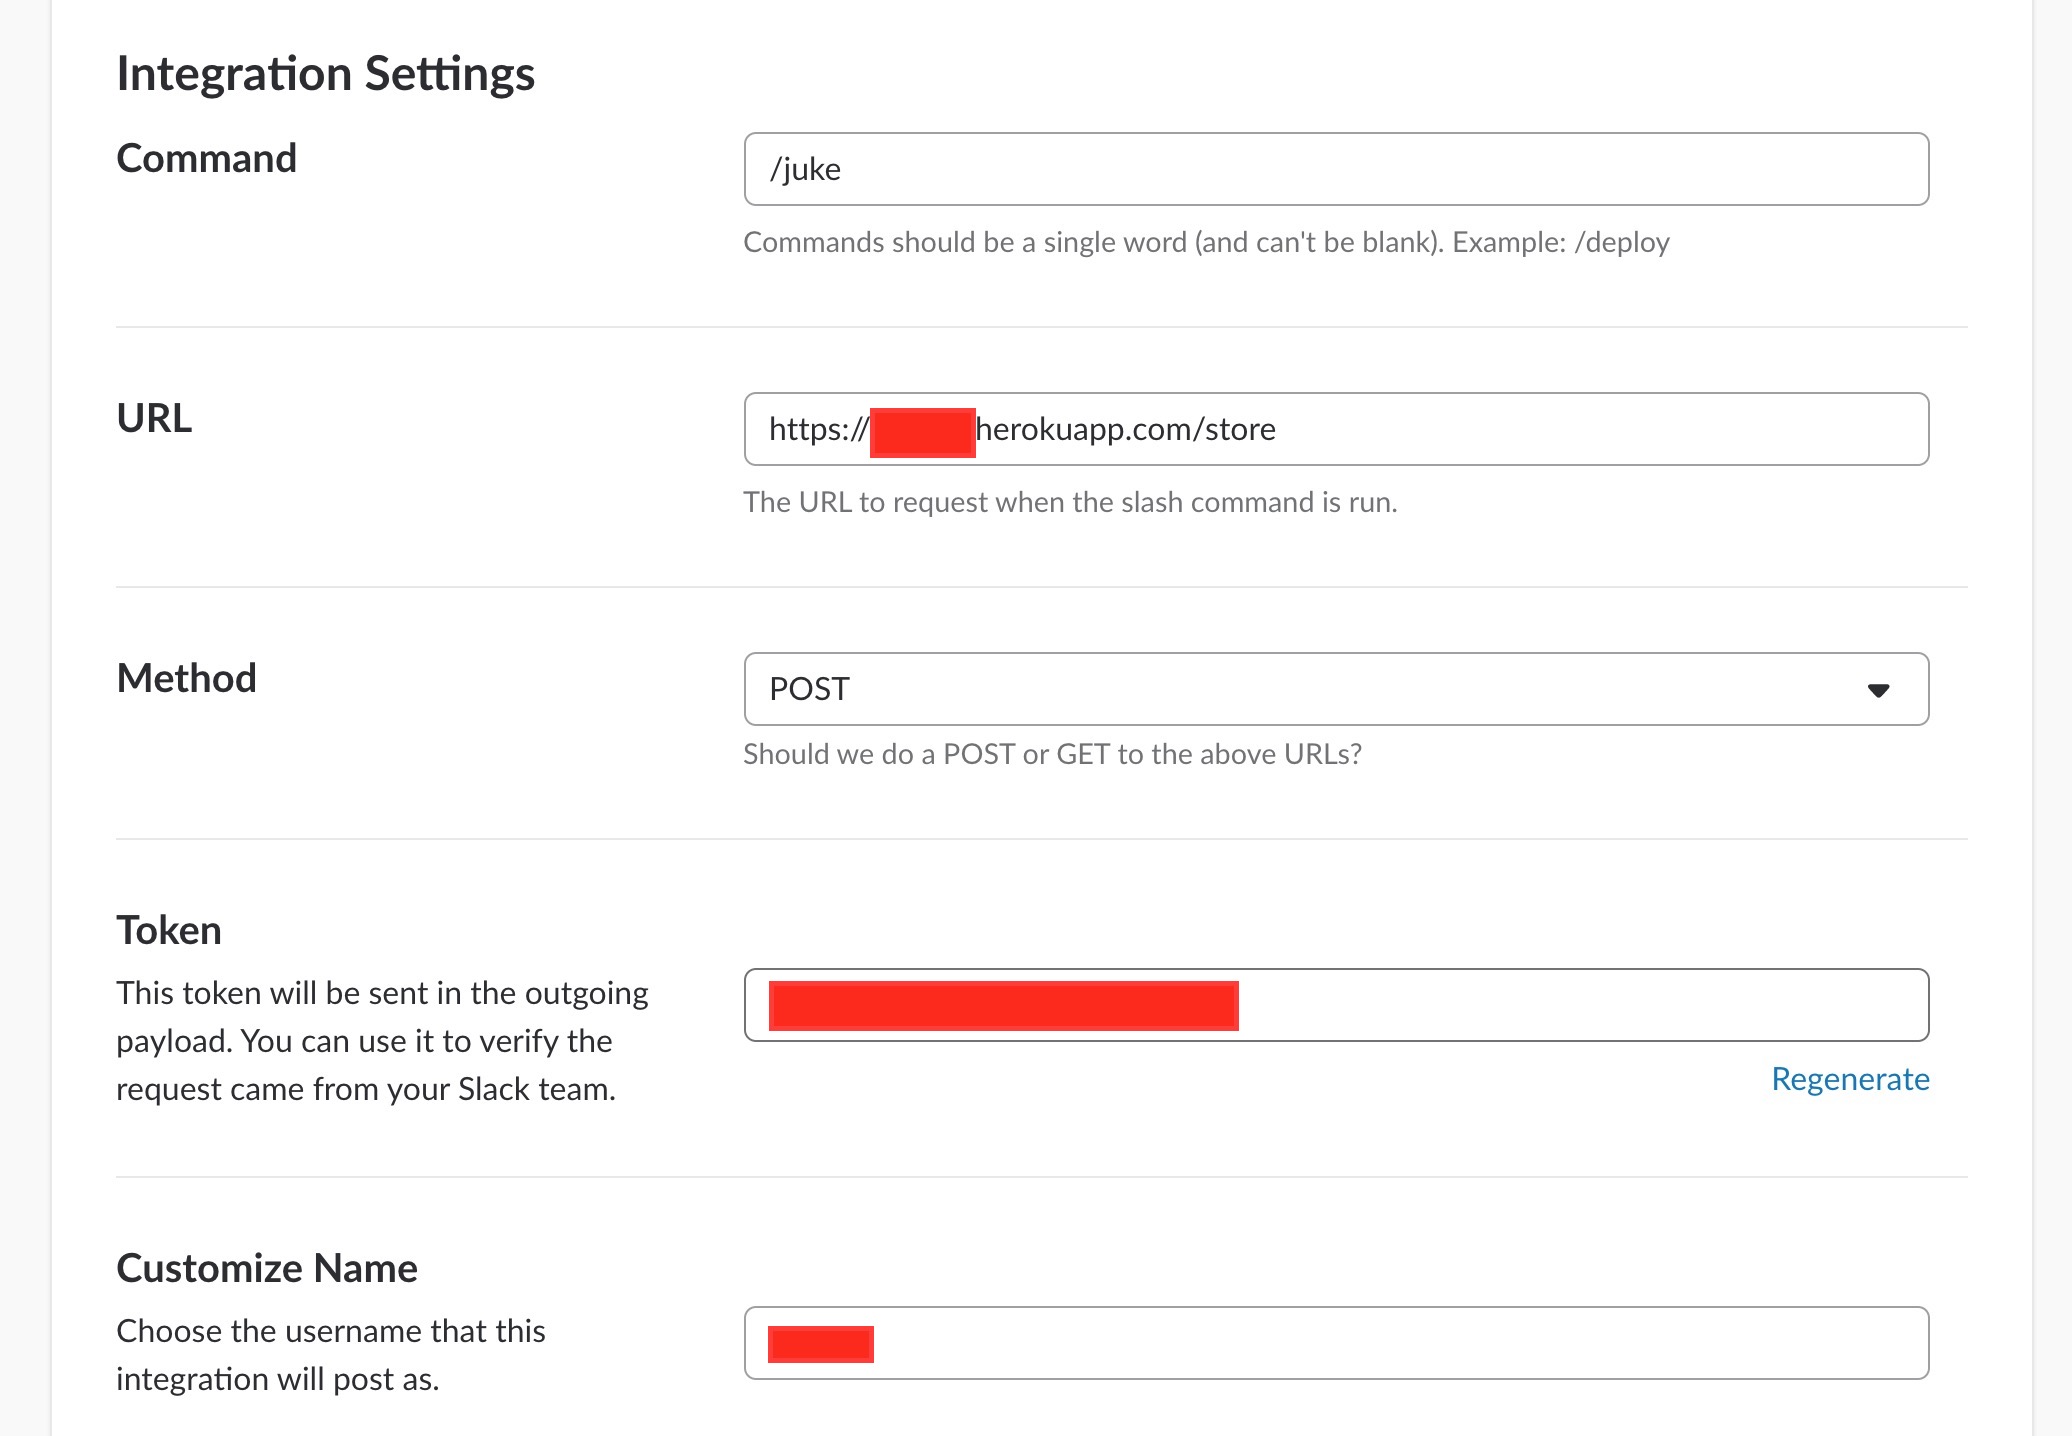 Integration Settings
Command
/juke
Commands should be a single word (and can't be blank). Example: /deploy
URL
https:// herokuapp.com/store
The URL to request when the slash command is run.
Method
POST
Should we do a POST or GET to the above URLs?
Token
This token will be sent in the outgoing
payload. You can use it to verify the
request came from your Slack team.
Regenerate
Customize Name
Choose the username that this
integration will post as.